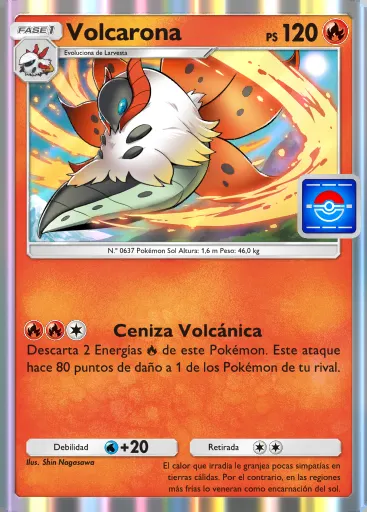 FASE 1 Volcarona PS 120
Evoluciona de Larvesta
N.º 0637 Pokémon Sol Altura: 1,6 m Peso: 46,0 kg
Ceniza Volcánica
Descarta 2 Energías de este Pokémon. Este ataque
hace 80 puntos de daño a 1 de los Pokémon de tu rival.
Debilidad +20 Retirada
Ilus. Shin Nagasawa
El calor que irradia le granjea pocas simpatías en
tierras cálidas. Por el contrario, en las regiones
más frías lo veneran como encarnación del sol.